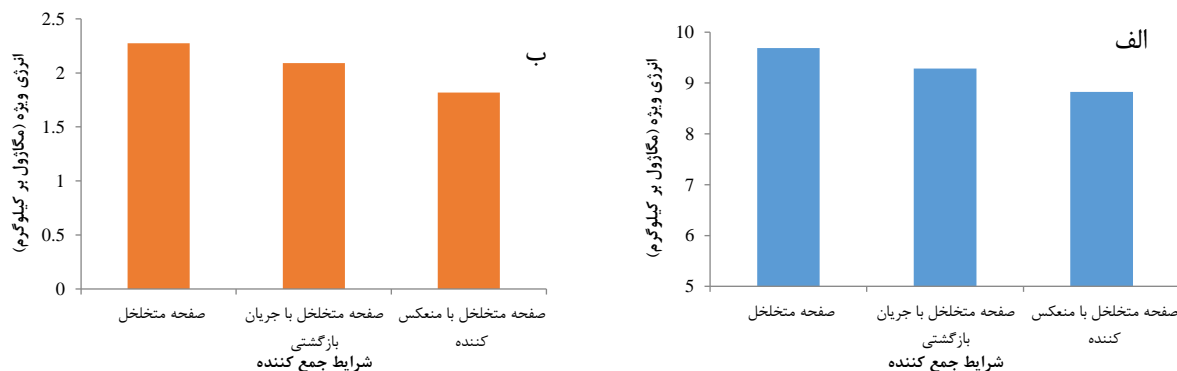 الف
انرژی ویژه (مگاژول بر کیلوگرم)
10
9
8
7
6
5
صفحه متخلخل
صفحه متخلخل با جریان
بازگشتی
صفحه متخلخل با منعکس
کننده
شرایط جمع کننده
ب
انرژی ویژه (مگاژول بر کیلوگرم)
2.5
2
1.5
1
0.5
0
صفحه متخلخل
صفحه متخلخل با جریان
بازگشتی
صفحه متخلخل با منعکس
کننده
شرایط جمع کننده